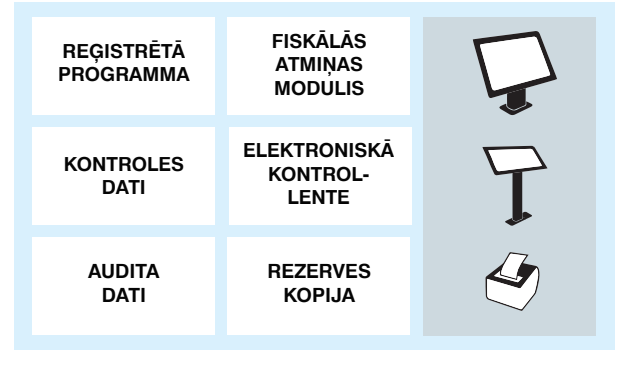 REĢISTRĒTĀ
PROGRAMMA
FISKĀLĀS
ATMIŅAS
MODULIS
KONTROLES
DATI
ELEKTRONISKĀ
KONTROL-
LENTE
AUDITA
DATI
REZERVES
KOPIJA